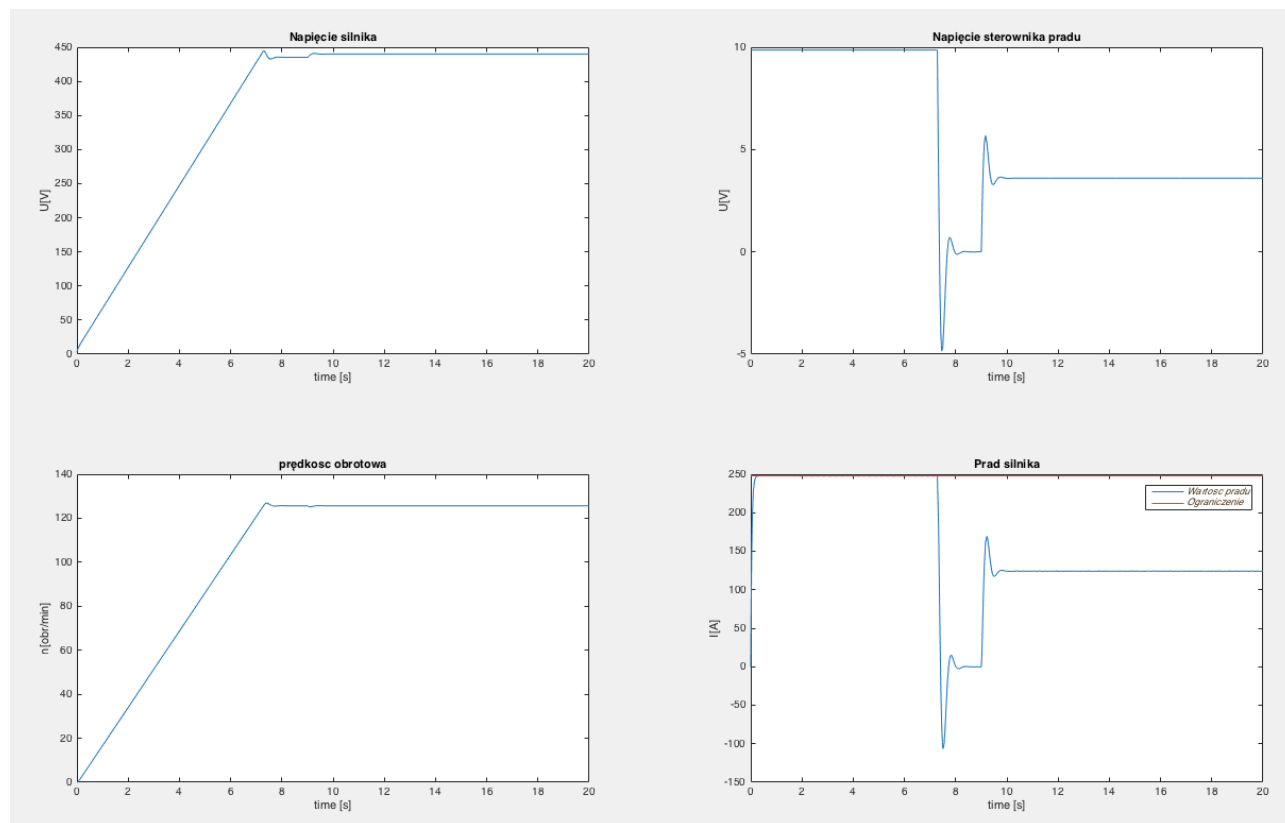 Napięcie silnika
450
400
350
300
250
200
150
100
50
0
U[V]
0 2 4 6 8 10 12 14 16 18 20
time [s]
Napięcie sterownika pradu
10
5
0
-5
U[V]
0 2 4 6 8 10 12 14 16 18 20
time [s]
prędkosc obrotowa
140
120
100
80
60
40
20
0
n[obr/min]
0 2 4 6 8 10 12 14 16 18 20
time [s]
Prad silnika
250
200
150
100
50
0
-50
-100
-150
I[A]
Wartosc pradu
Ograniczenie
0 2 4 6 8 10 12 14 16 18 20
time [s]